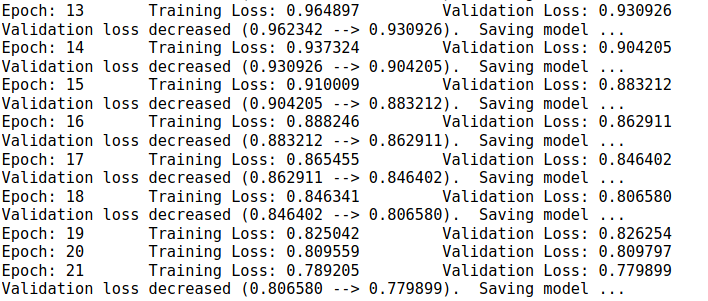 Epoch: 13 Training Loss: 0.964897 Validation Loss: 0.930926
Validation loss decreased (0.962342 --> 0.930926). Saving model ...
Epoch: 14 Training Loss: 0.937324 Validation Loss: 0.904205
Validation loss decreased (0.930926 --> 0.904205). Saving model ...
Epoch: 15 Training Loss: 0.910009 Validation Loss: 0.883212
Validation loss decreased (0.904205 --> 0.883212). Saving model ...
Epoch: 16 Training Loss: 0.888246 Validation Loss: 0.862911
Validation loss decreased (0.883212 --> 0.862911). Saving model ...
Epoch: 17 Training Loss: 0.865455 Validation Loss: 0.846402
Validation loss decreased (0.862911 --> 0.846402). Saving model ...
Epoch: 18 Training Loss: 0.846341 Validation Loss: 0.806580
Validation loss decreased (0.846402 --> 0.806580). Saving model ...
Epoch: 19 Training Loss: 0.825042 Validation Loss: 0.826254
Epoch: 20 Training Loss: 0.809559 Validation Loss: 0.809797
Epoch: 21 Training Loss: 0.789205 Validation Loss: 0.779899
Validation loss decreased (0.806580 --> 0.779899). Saving model ...